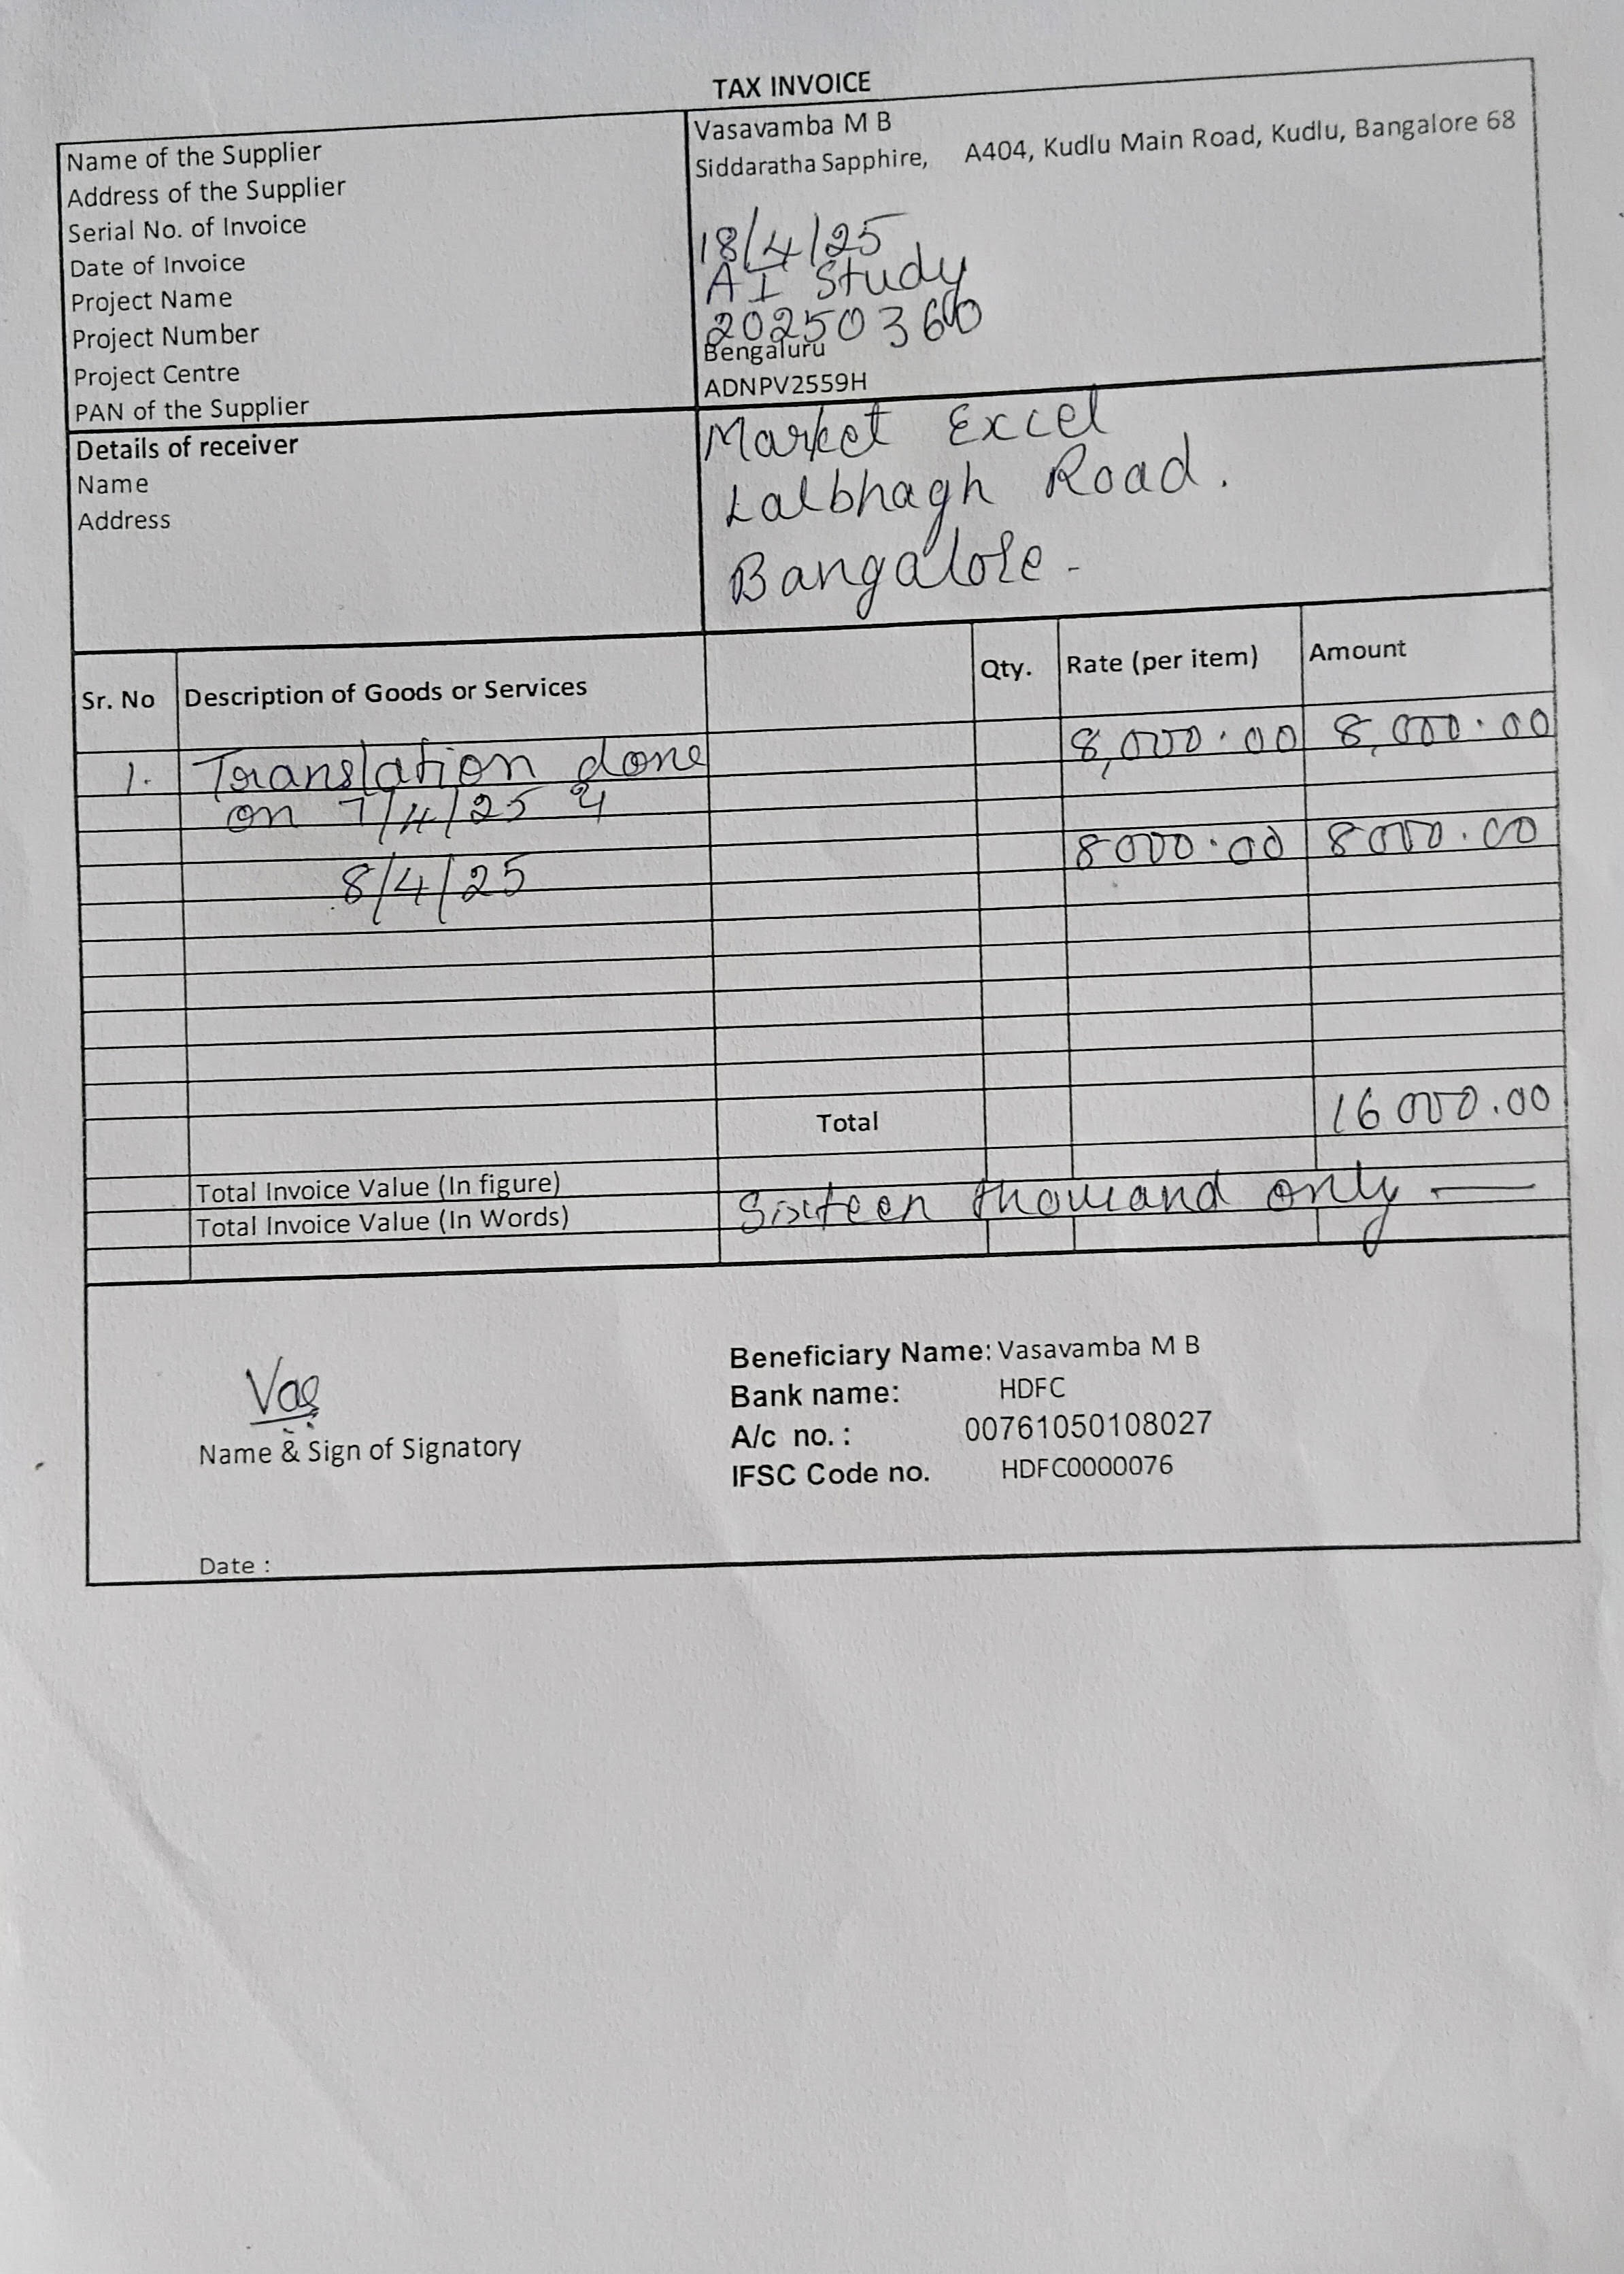 TAX INVOICE
Name of the Supplier Vasavamba M B
Address of the Supplier Siddaratha Sapphire, A404, Kudlu Main Road, Kudlu, Bangalore 68
Serial No. of Invoice
Date of Invoice 18/4/25
Project Name AI Study
Project Number 20250360
Project Centre Bengaluru
PAN of the Supplier ADNPV2559H
Details of receiver
Name Market Excel
Address Lalbhagh Road.
Bangalore -
Sr. No Description of Goods or Services Qty. Rate (per item) Amount
1. Translation done 8,000.00 8,000.00
on 7/4/25 &
8/4/25 8000.00 8000.00
Total 16000.00
Total Invoice Value (In figure)
Total Invoice Value (In Words) Sixteen thousand only —
Vas
Name & Sign of Signatory
Beneficiary Name: Vasavamba M B
Bank name: HDFC
A/c no. : 00761050108027
IFSC Code no. HDFC0000076
Date :